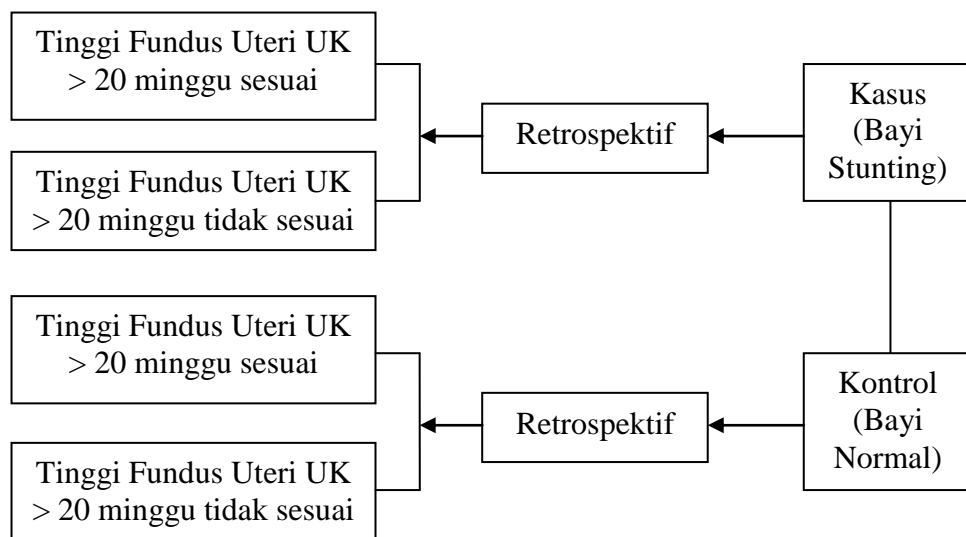 Tinggi Fundus Uteri UK
> 20 minggu sesuai
Tinggi Fundus Uteri UK
> 20 minggu tidak sesuai
Retrospektif
Kasus
(Bayi
Stunting)
Tinggi Fundus Uteri UK
> 20 minggu sesuai
Tinggi Fundus Uteri UK
> 20 minggu tidak sesuai
Retrospektif
Kontrol
(Bayi
Normal)